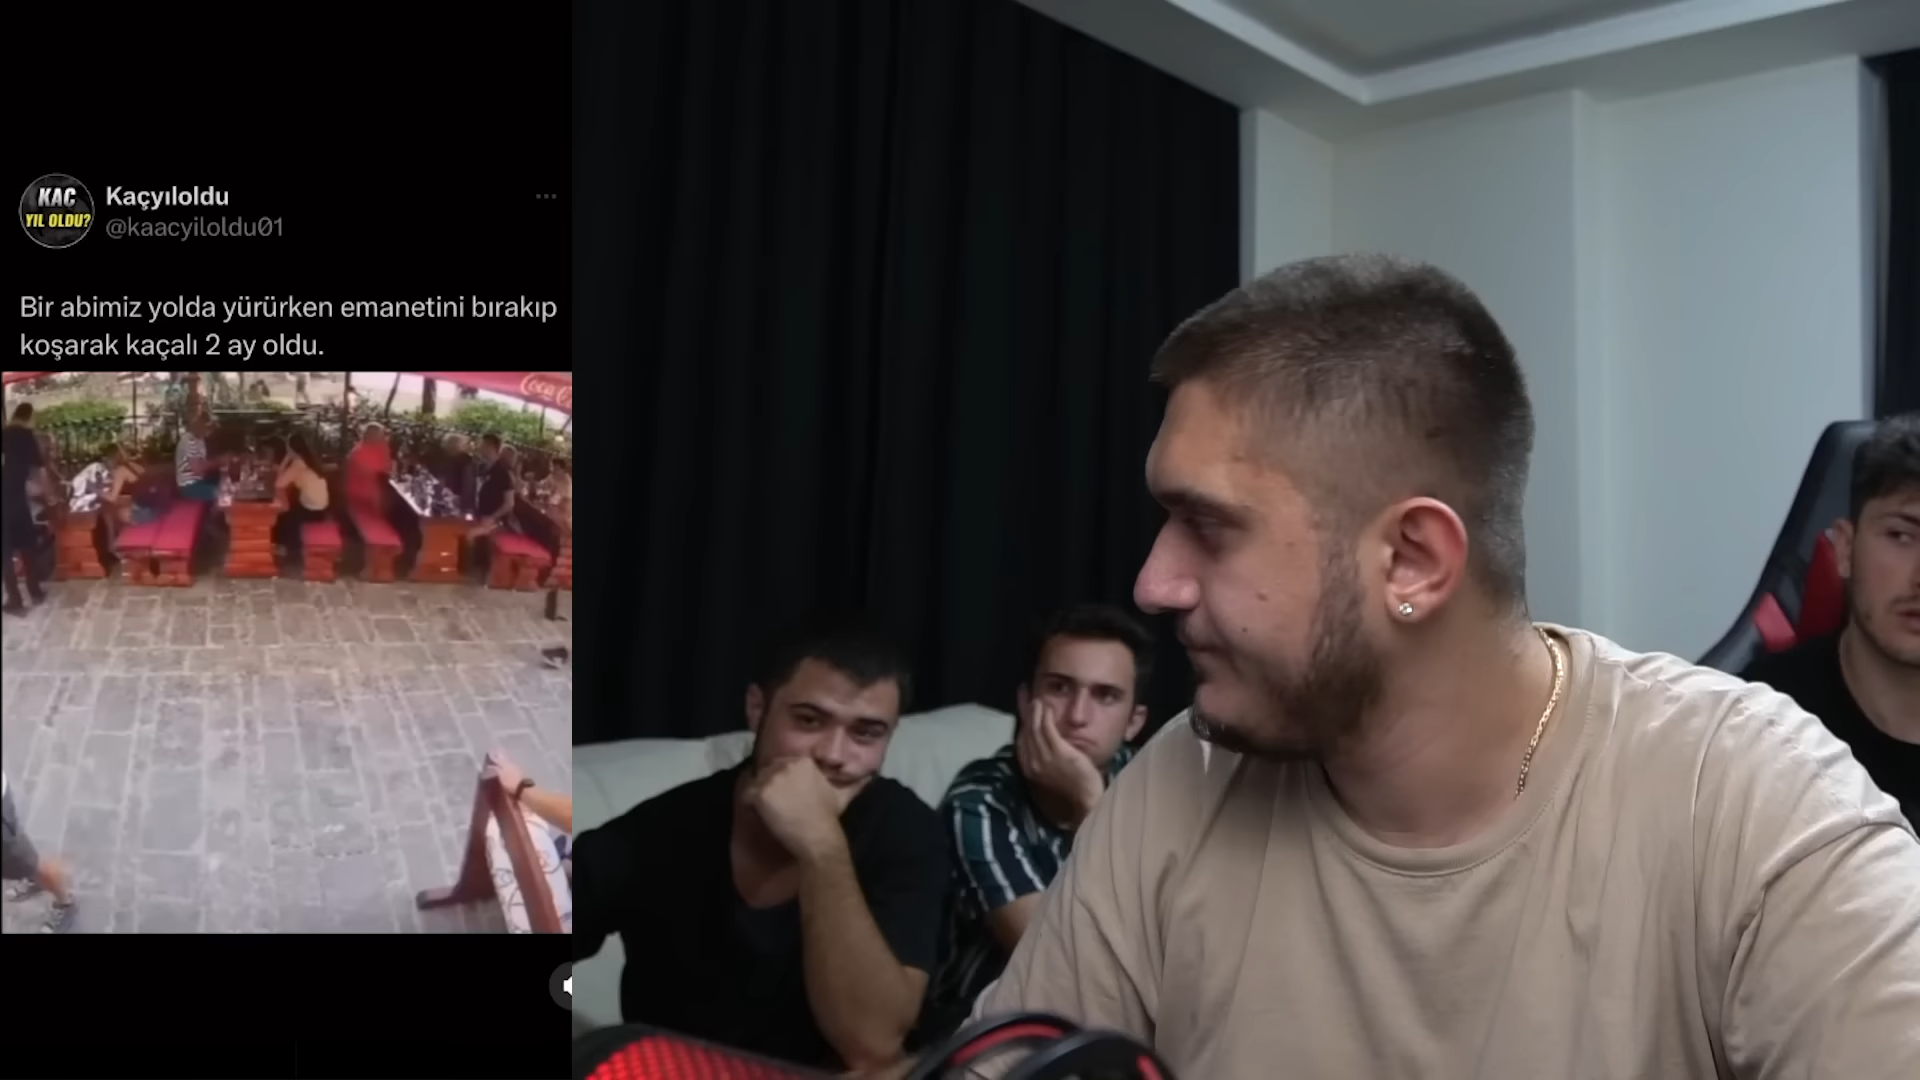 KAC
YIL OLDU?
Kaçyıloldu
@kaacyiloldu01
Bir abimiz yolda yürürken emanetini bırakıp
koşarak kaçalı 2 ay oldu.